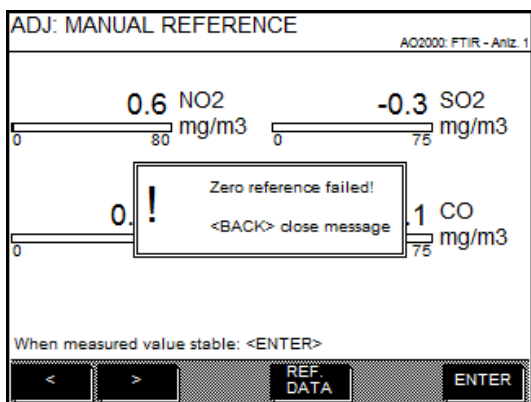 ADJ: MANUAL REFERENCE
AO2000: FTIR - Anlz. 1
0.6 NO2
mg/m3
0 80
-0.3 SO2
mg/m3
0 75
! Zero reference failed!
<BACK> close message
0.
0
.1 CO
mg/m3
75
When measured value stable: <ENTER>
< > REF. DATA ENTER